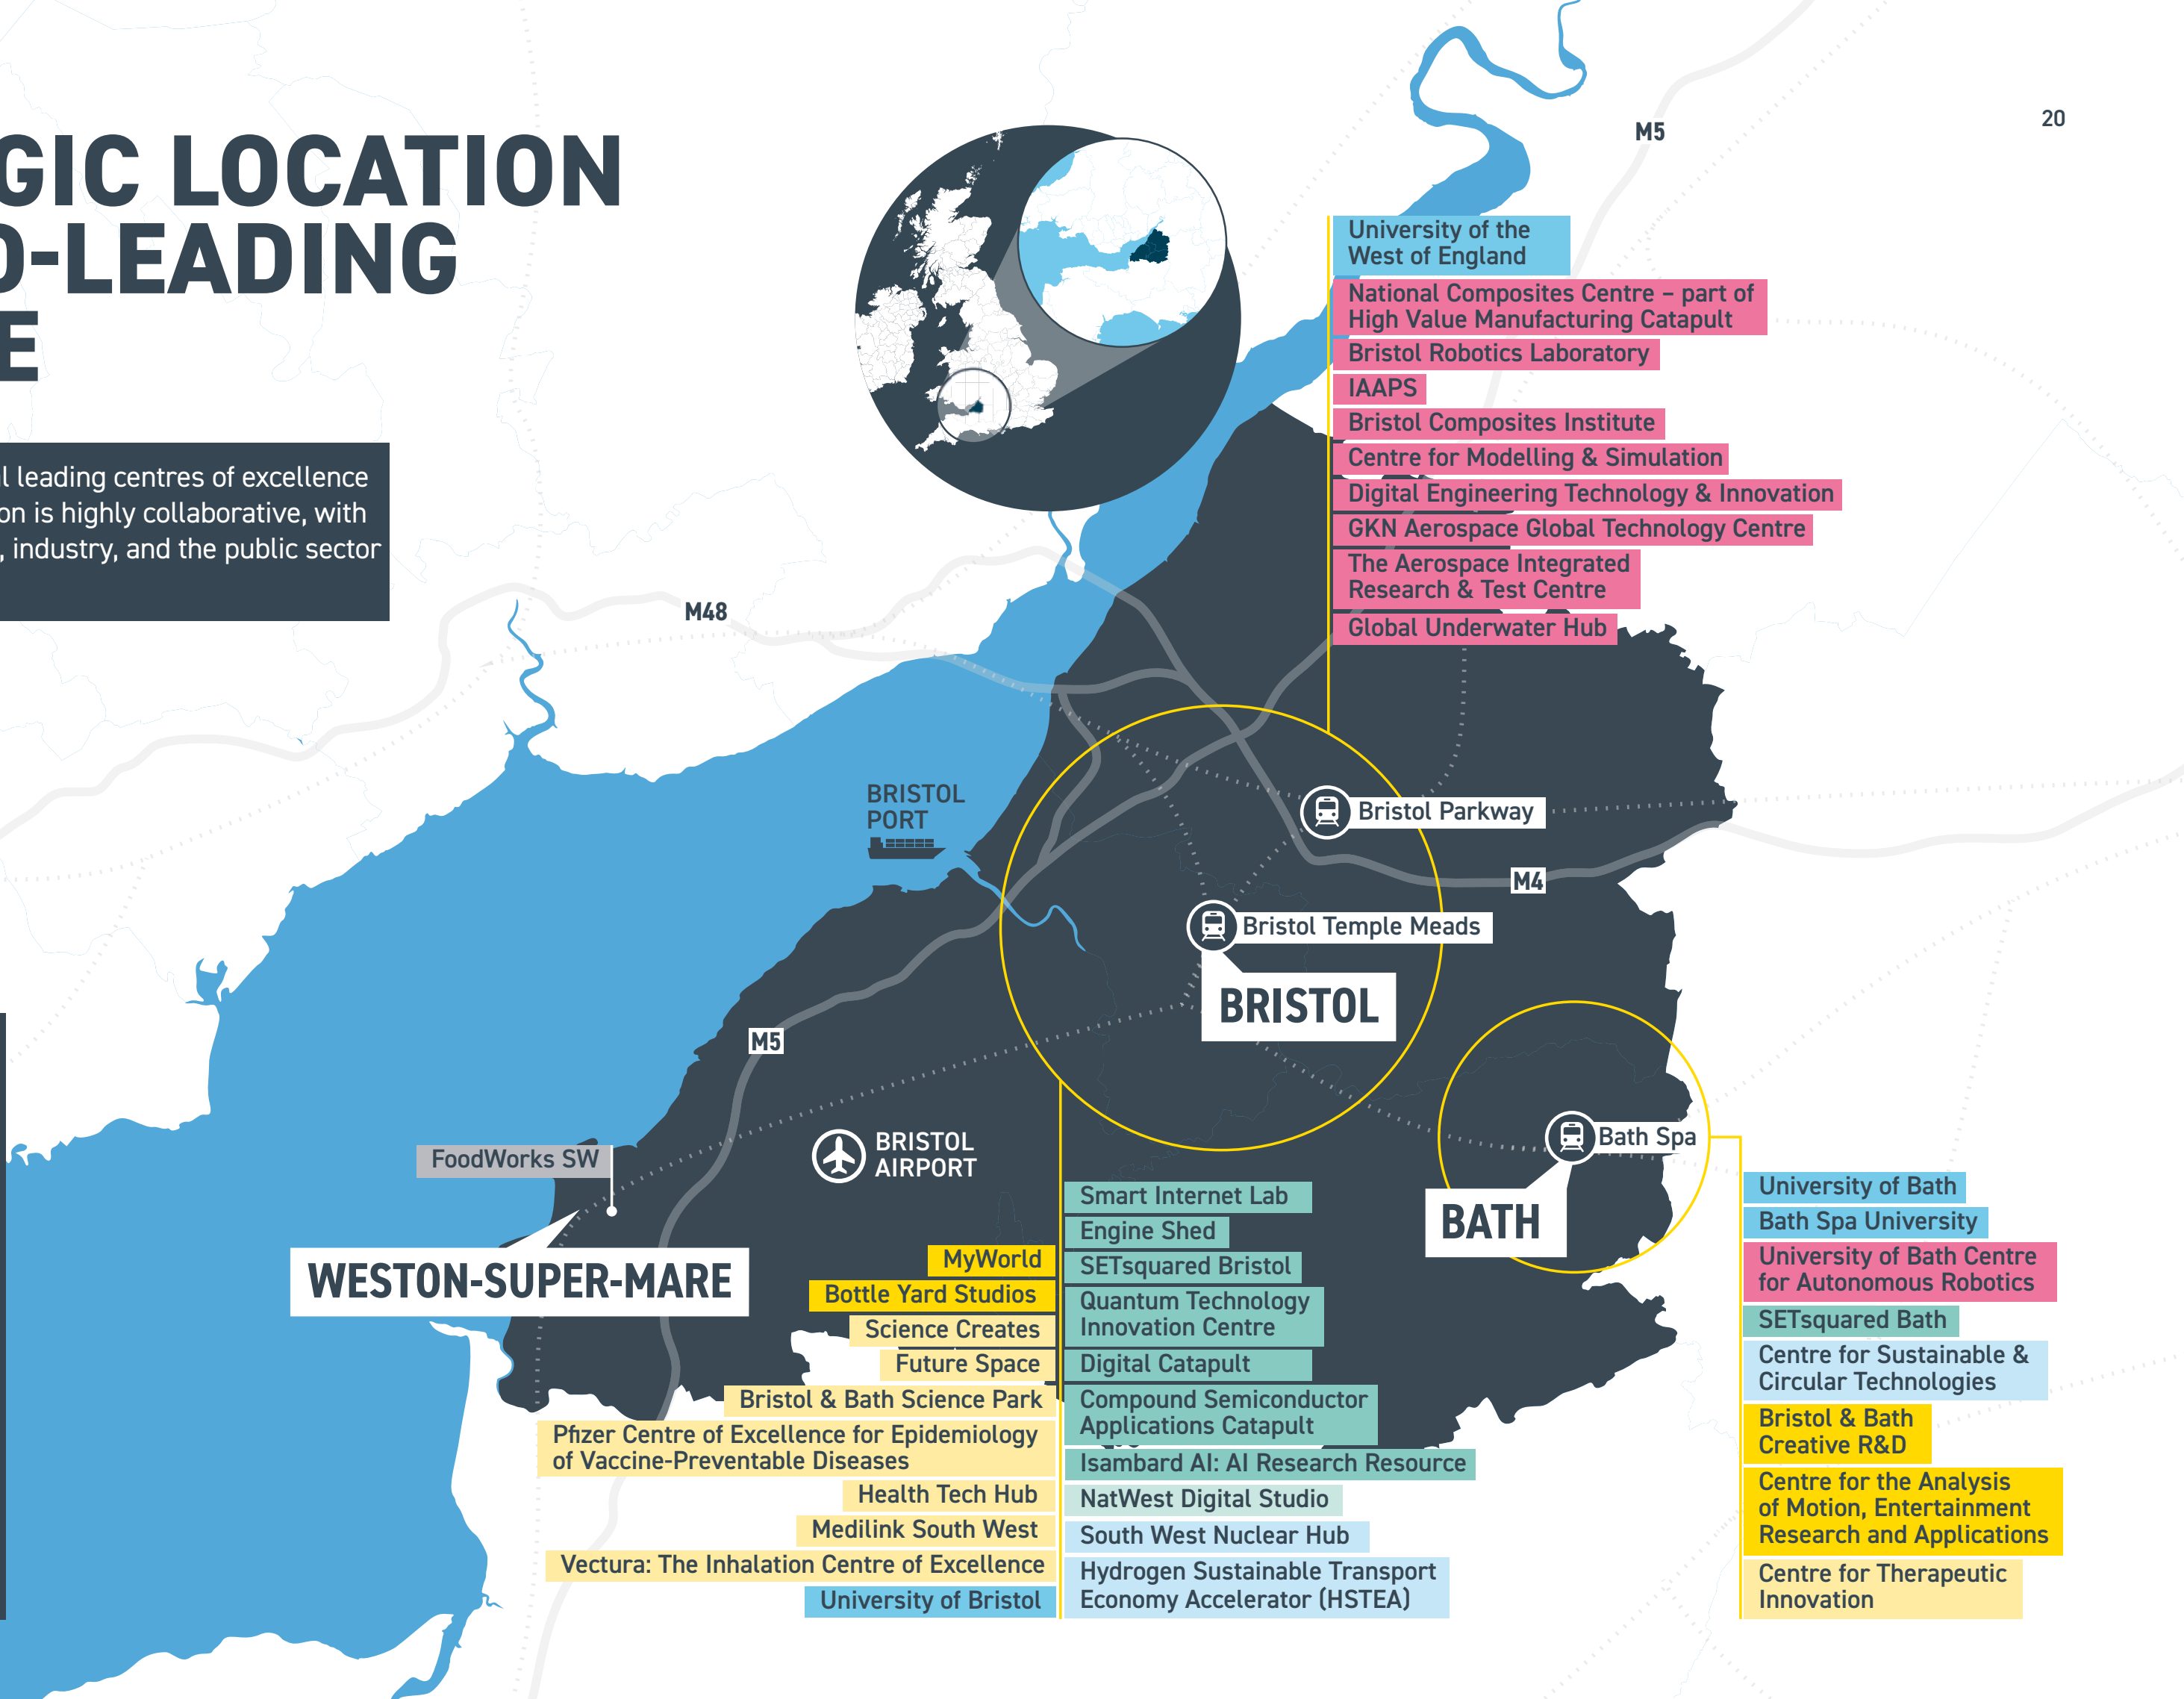 20
GIC LOCATION
D-LEADING
E
l leading centres of excellence
on is highly collaborative, with
, industry, and the public sector
M5
University of the
West of England
National Composites Centre – part of
High Value Manufacturing Catapult
Bristol Robotics Laboratory
IAAPS
Bristol Composites Institute
Centre for Modelling & Simulation
Digital Engineering Technology & Innovation
GKN Aerospace Global Technology Centre
The Aerospace Integrated
Research & Test Centre
Global Underwater Hub
M48
BRISTOL
PORT
Bristol Parkway
M4
Bristol Temple Meads
BRISTOL
M5
BRISTOL
AIRPORT
FoodWorks SW
WESTON-SUPER-MARE
Bath Spa
BATH
MyWorld
Bottle Yard Studios
Science Creates
Future Space
Bristol & Bath Science Park
Pfizer Centre of Excellence for Epidemiology
of Vaccine-Preventable Diseases
Health Tech Hub
Medilink South West
Vectura: The Inhalation Centre of Excellence
University of Bristol
Smart Internet Lab
Engine Shed
SETsquared Bristol
Quantum Technology
Innovation Centre
Digital Catapult
Compound Semiconductor
Applications Catapult
Isambard AI: AI Research Resource
NatWest Digital Studio
South West Nuclear Hub
Hydrogen Sustainable Transport
Economy Accelerator (HSTEA)
University of Bath
Bath Spa University
University of Bath Centre
for Autonomous Robotics
SETsquared Bath
Centre for Sustainable &
Circular Technologies
Bristol & Bath
Creative R&D
Centre for the Analysis
of Motion, Entertainment
Research and Applications
Centre for Therapeutic
Innovation